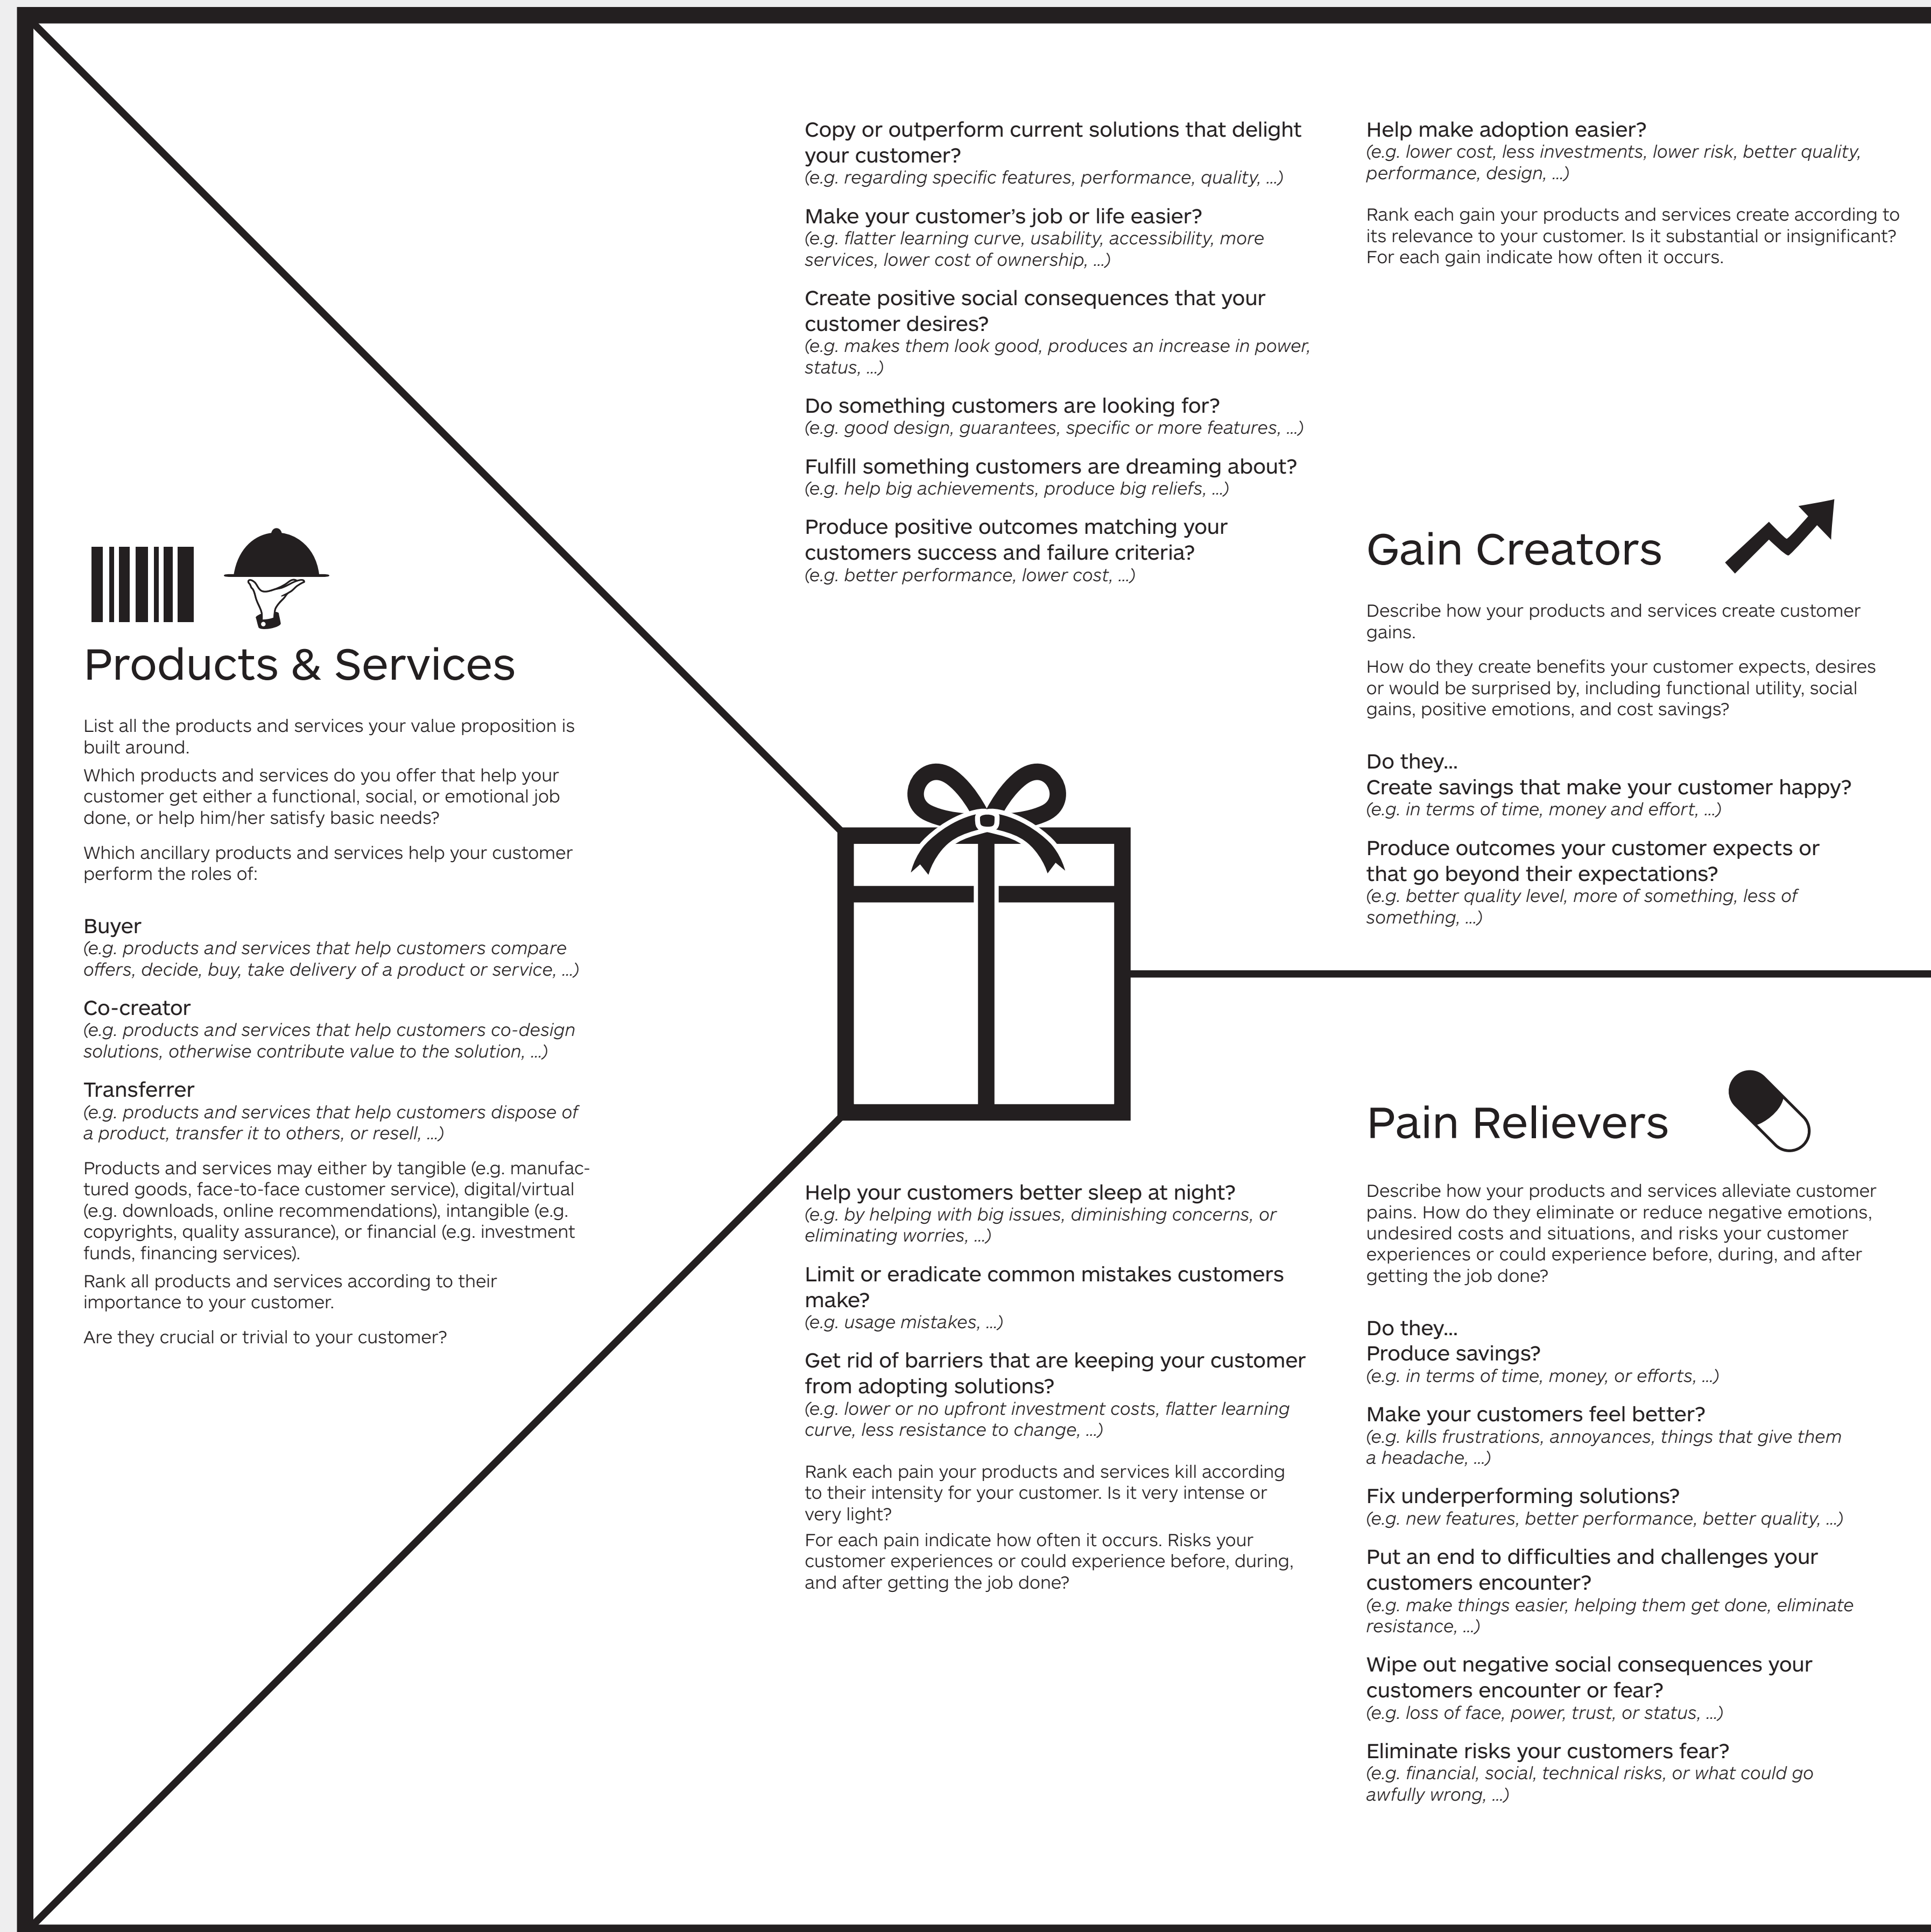 Products & Services
List all the products and services your value proposition is
built around.
Which products and services do you offer that help your
customer get either a functional, social, or emotional job
done, or help him/her satisfy basic needs?
Which ancillary products and services help your customer
perform the roles of:
Buyer
(e.g. products and services that help customers compare
offers, decide, buy, take delivery of a product or service, ...)
Co-creator
(e.g. products and services that help customers co-design
solutions, otherwise contribute value to the solution, ...)
Transferrer
(e.g. products and services that help customers dispose of
a product, transfer it to others, or resell, ...)
Products and services may either by tangible (e.g. manufac-
tured goods, face-to-face customer service), digital/virtual
(e.g. downloads, online recommendations), intangible (e.g.
copyrights, quality assurance), or financial (e.g. investment
funds, financing services).
Rank all products and services according to their
importance to your customer.
Are they crucial or trivial to your customer?
Gain Creators
Describe how your products and services create customer
gains.
How do they create benefits your customer expects, desires
or would be surprised by, including functional utility, social
gains, positive emotions, and cost savings?
Do they...
Create savings that make your customer happy?
(e.g. in terms of time, money and effort, ...)
Produce outcomes your customer expects or
that go beyond their expectations?
(e.g. better quality level, more of something, less of
something, ...)
Copy or outperform current solutions that delight
your customer?
(e.g. regarding specific features, performance, quality, ...)
Make your customer’s job or life easier?
(e.g. flatter learning curve, usability, accessibility, more
services, lower cost of ownership, ...)
Create positive social consequences that your
customer desires?
(e.g. makes them look good, produces an increase in power,
status, ...)
Do something customers are looking for?
(e.g. good design, guarantees, specific or more features, ...)
Fulfill something customers are dreaming about?
(e.g. help big achievements, produce big reliefs, ...)
Produce positive outcomes matching your
customers success and failure criteria?
(e.g. better performance, lower cost, ...)
Help make adoption easier?
(e.g. lower cost, less investments, lower risk, better quality,
performance, design, ...)
Rank each gain your products and services create according to
its relevance to your customer. Is it substantial or insignificant?
For each gain indicate how often it occurs.
Pain Relievers
Describe how your products and services alleviate customer
pains. How do they eliminate or reduce negative emotions,
undesired costs and situations, and risks your customer
experiences or could experience before, during, and after
getting the job done?
Do they...
Produce savings?
(e.g. in terms of time, money, or efforts, ...)
Make your customers feel better?
(e.g. kills frustrations, annoyances, things that give them
a headache, ...)
Fix underperforming solutions?
(e.g. new features, better performance, better quality, ...)
Put an end to difficulties and challenges your
customers encounter?
(e.g. make things easier, helping them get done, eliminate
resistance, ...)
Wipe out negative social consequences your
customers encounter or fear?
(e.g. loss of face, power, trust, or status, ...)
Eliminate risks your customers fear?
(e.g. financial, social, technical risks, or what could go
awfully wrong, ...)
Help your customers better sleep at night?
(e.g. by helping with big issues, diminishing concerns, or
eliminating worries, ...)
Limit or eradicate common mistakes customers
make?
(e.g. usage mistakes, ...)
Get rid of barriers that are keeping your customer
from adopting solutions?
(e.g. lower or no upfront investment costs, flatter learning
curve, less resistance to change, ...)
Rank each pain your products and services kill according
to their intensity for your customer. Is it very intense or
very light?
For each pain indicate how often it occurs. Risks your
customer experiences or could experience before, during,
and after getting the job done?